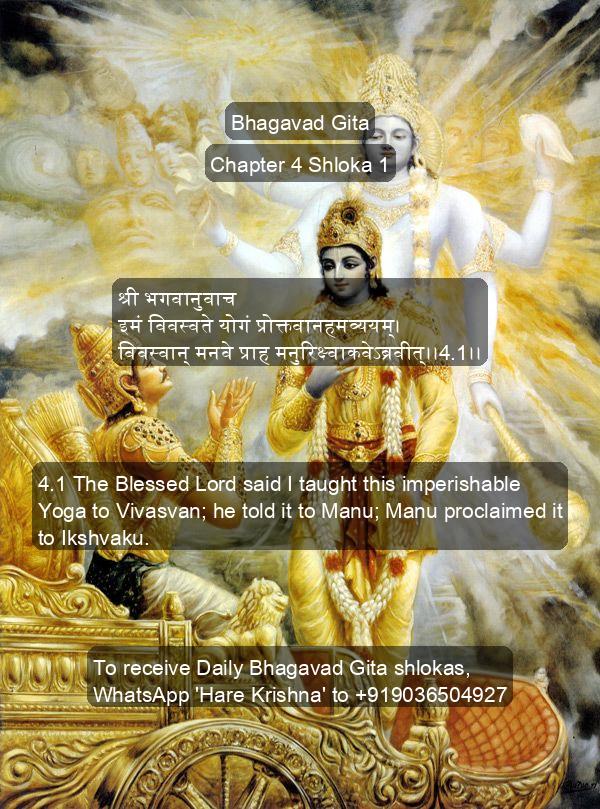 Bhagavad Gita
Chapter 4 Shloka 1
श्री भगवानुवाच
इमं विवस्वते योगं प्रोक्तवानहमव्ययम्।
विवस्वान् मनवे प्राह मनुरिक्ष्वाकवेऽब्रवीत्।।4.1।।
4.1 The Blessed Lord said I taught this imperishable
Yoga to Vivasvan; he told it to Manu; Manu proclaimed it
to Ikshvaku.
To receive Daily Bhagavad Gita shlokas,
WhatsApp 'Hare Krishna' to +919036504927